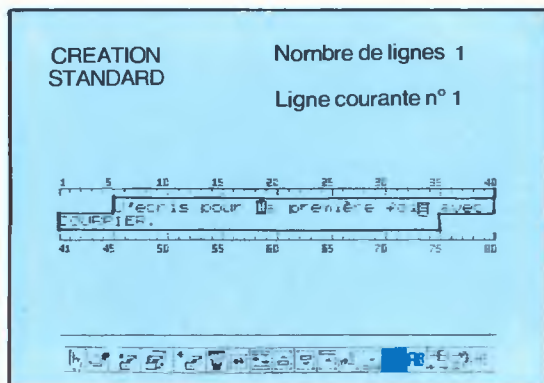 CREATION Nombre de lignes 1
STANDARD
Ligne courante n° 1
1 5 10 15 20 25 30 35 40
J'ecris pour la première fois avec
COURRIER.
41 45 50 55 60 65 70 75 80